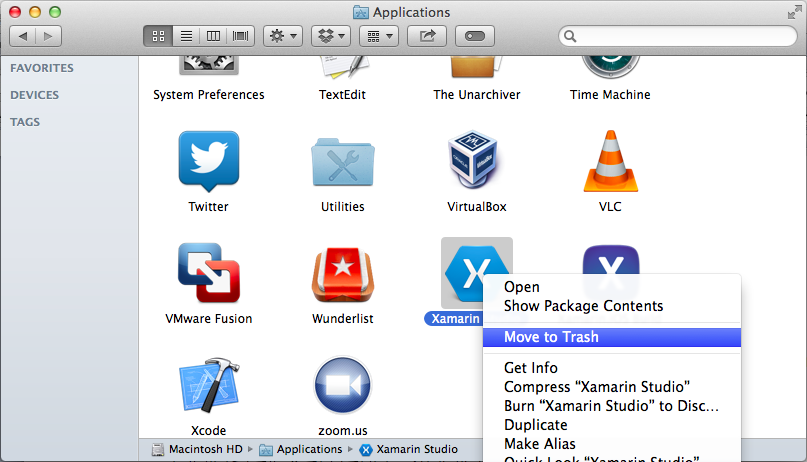 Applications
FAVORITES
DEVICES
TAGS
System Preferences
TextEdit
The Unarchiver
Time Machine
Twitter
Utilities
VirtualBox
VLC
VMware Fusion
Wunderlist
Xamarin
Xcode
zoom.us
Open
Show Package Contents
Move to Trash
Get Info
Compress “Xamarin Studio”
Burn “Xamarin Studio” to Disc...
Duplicate
Make Alias
Quick Look “Xamarin Studio”
Macintosh HD
Applications
Xamarin Studio